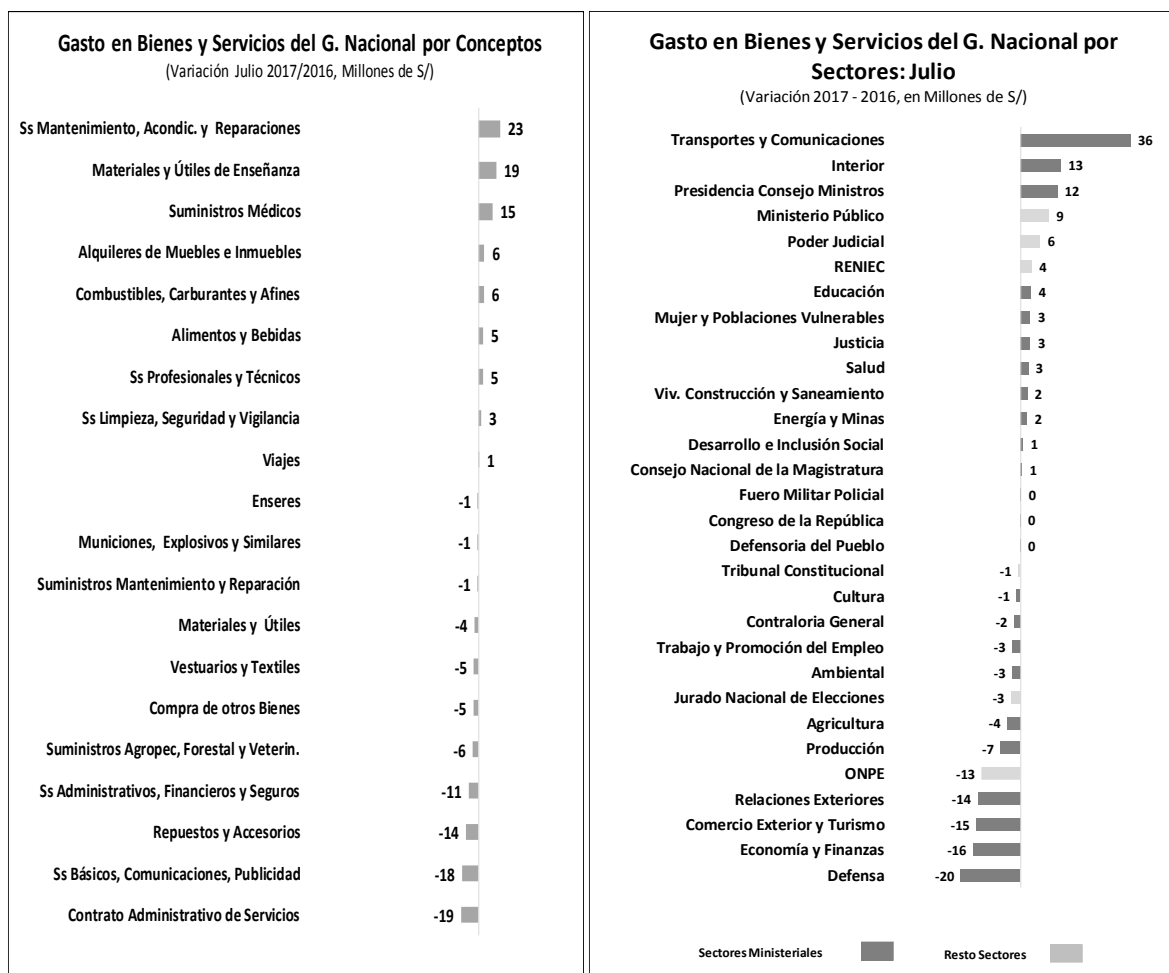 Gasto en Bienes y Servicios del G. Nacional por Conceptos
(Variación Julio 2017/2016, Millones de S/)
Ss Mantenimiento, Acondic. y Reparaciones 23
Materiales y Útiles de Enseñanza 19
Suministros Médicos 15
Alquileres de Muebles e Inmuebles 6
Combustibles, Carburantes y Afines 6
Alimentos y Bebidas 5
Ss Profesionales y Técnicos 5
Ss Limpieza, Seguridad y Vigilancia 3
Viajes 1
Enseres -1
Municiones, Explosivos y Similares -1
Suministros Mantenimiento y Reparación -1
Materiales y Útiles -4
Vestuarios y Textiles -5
Compra de otros Bienes -5
Suministros Agropec, Forestal y Veterin. -6
Ss Administrativos, Financieros y Seguros -11
Repuestos y Accesorios -14
Ss Básicos, Comunicaciones, Publicidad -18
Contrato Administrativo de Servicios -19
Gasto en Bienes y Servicios del G. Nacional por
Sectores: Julio
(Variación 2017 - 2016, en Millones de S/)
Transportes y Comunicaciones 36
Interior 13
Presidencia Consejo Ministros 12
Ministerio Público 9
Poder Judicial 6
RENIEC 4
Educación 4
Mujer y Poblaciones Vulnerables 3
Justicia 3
Salud 3
Viv. Construcción y Saneamiento 2
Energía y Minas 2
Desarrollo e Inclusión Social 1
Consejo Nacional de la Magistratura 1
Fuero Militar Policial 0
Congreso de la República 0
Defensoria del Pueblo 0
Tribunal Constitucional -1
Cultura -1
Contraloria General -2
Trabajo y Promoción del Empleo -3
Ambiental -3
Jurado Nacional de Elecciones -3
Agricultura -4
Producción -7
ONPE -13
Relaciones Exteriores -14
Comercio Exterior y Turismo -15
Economía y Finanzas -16
Defensa -20
Sectores Ministeriales Resto Sectores